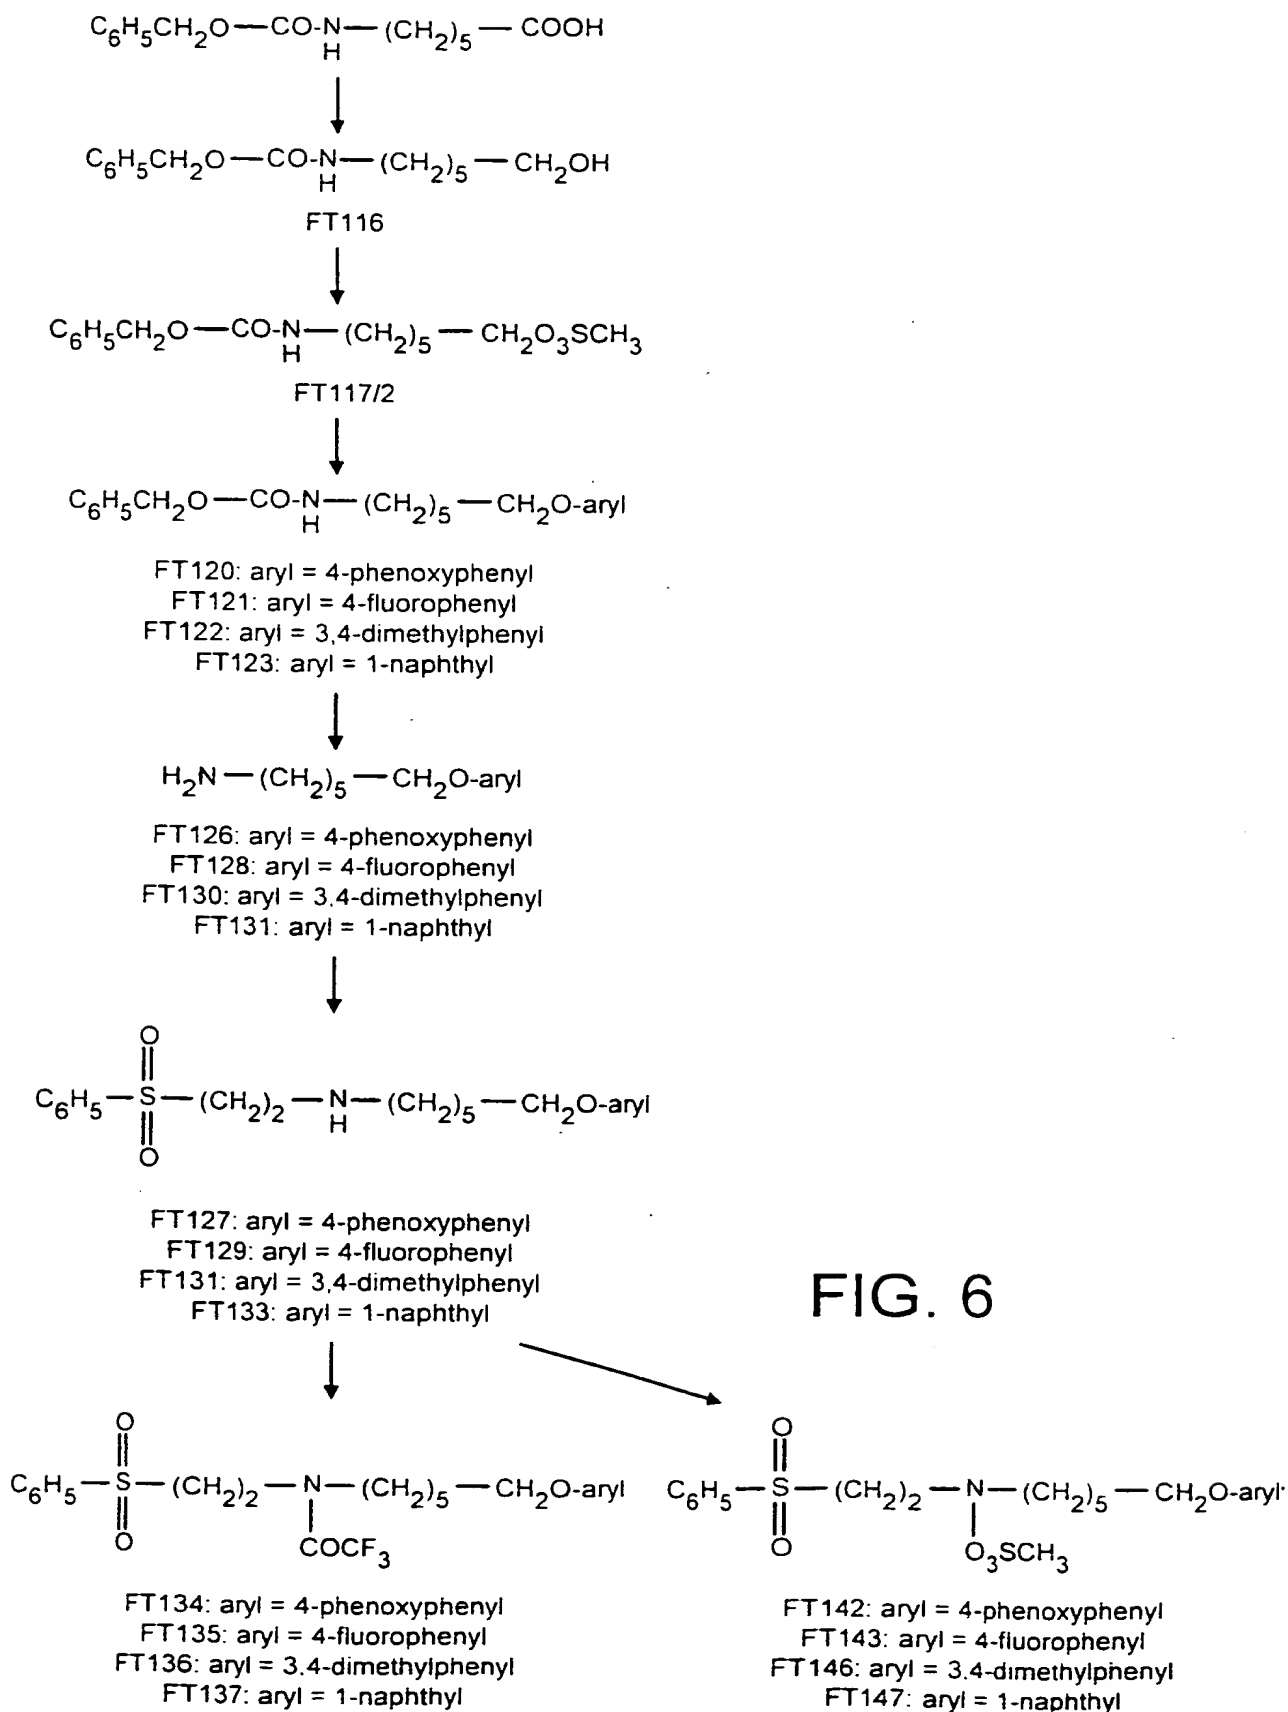 C6H5CH2O—CO-N—(CH2)5—COOH
H
C6H5CH2O—CO-N—(CH2)5—CH2OH
H
FT116
C6H5CH2O—CO-N—(CH2)5—CH2O3SCH3
H
FT117/2
C6H5CH2O—CO-N—(CH2)5—CH2O-aryl
H
FT120: aryl = 4-phenoxyphenyl
FT121: aryl = 4-fluorophenyl
FT122: aryl = 3,4-dimethylphenyl
FT123: aryl = 1-naphthyl
H2N—(CH2)5—CH2O-aryl
FT126: aryl = 4-phenoxyphenyl
FT128: aryl = 4-fluorophenyl
FT130: aryl = 3,4-dimethylphenyl
FT131: aryl = 1-naphthyl
O
C6H5—S—(CH2)2—N—(CH2)5—CH2O-aryl
H
O
FT127: aryl = 4-phenoxyphenyl
FT129: aryl = 4-fluorophenyl
FT131: aryl = 3,4-dimethylphenyl
FT133: aryl = 1-naphthyl
FIG. 6
O
C6H5—S—(CH2)2—N—(CH2)5—CH2O-aryl
O
COCF3
FT134: aryl = 4-phenoxyphenyl
FT135: aryl = 4-fluorophenyl
FT136: aryl = 3,4-dimethylphenyl
FT137: aryl = 1-naphthyl
O
C6H5—S—(CH2)2—N—(CH2)5—CH2O-aryl
O
O3SCH3
FT142: aryl = 4-phenoxyphenyl
FT143: aryl = 4-fluorophenyl
FT146: aryl = 3,4-dimethylphenyl
FT147: aryl = 1-naphthyl